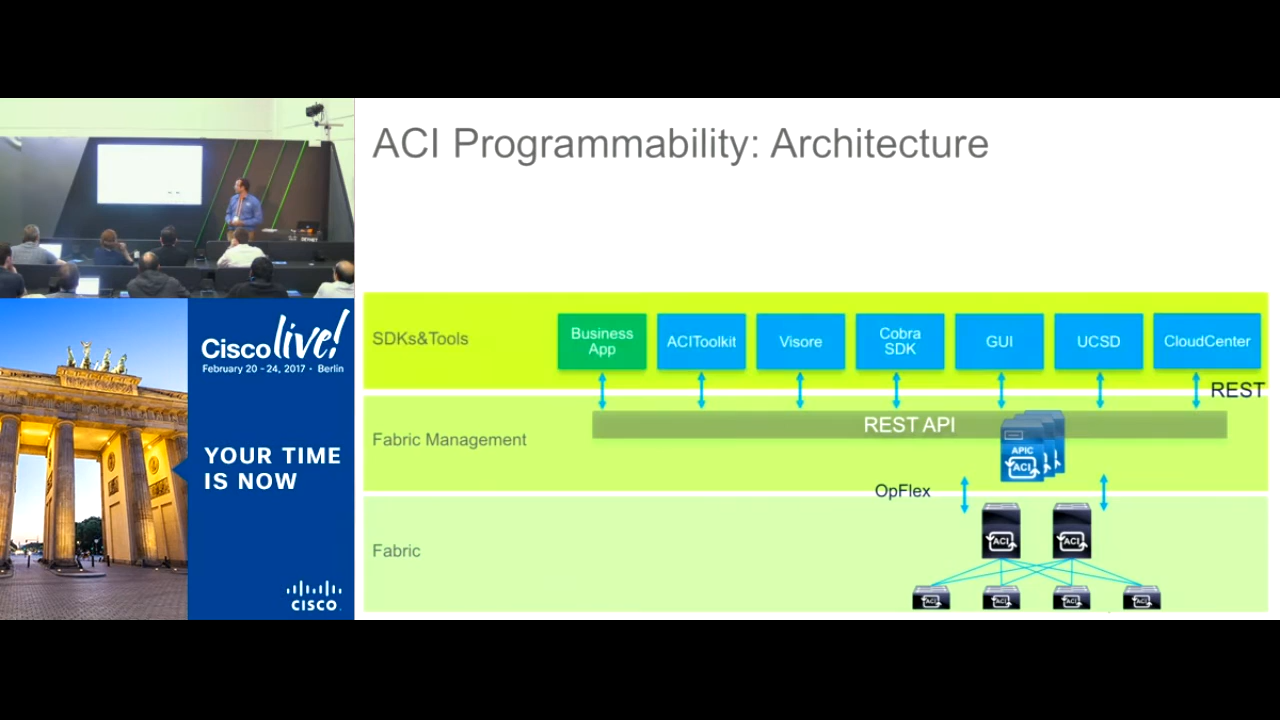 ACI Programmability: Architecture
SDKs&Tools
Business
App
ACIToolkit
Visore
Cobra
SDK
GUI
UCSD
CloudCenter
REST
Fabric Management
REST API
APIC
ACI
OpFlex
Fabric
ACI
ACI
ACI
ACI
ACI
ACI
Cisco live!
February 20 - 24, 2017 • Berlin
YOUR TIME
IS NOW
CISCO